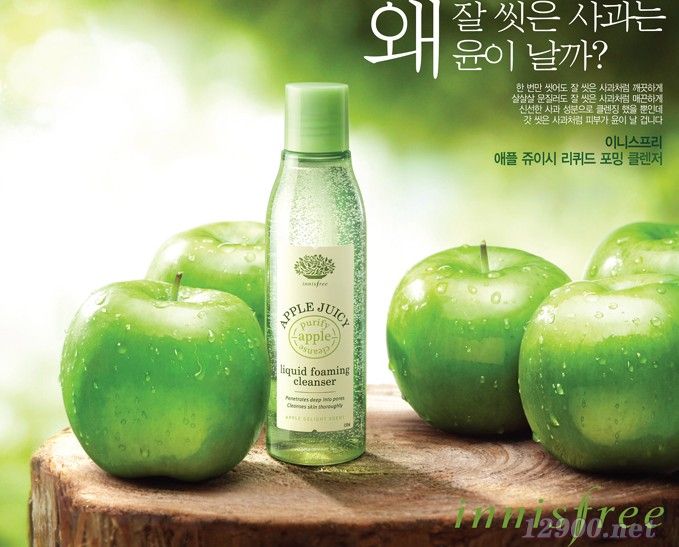 왜 잘 씻은 사과는
윤이 날까?
한 번만 씻어도 잘 씻은 사과처럼 깨끗하게
살살살 문질러도 잘 씻은 사과처럼 매끈하게
신선한 사과 성분으로 클렌징 했을 뿐인데
갓 씻은 사과처럼 피부가 윤이 날 겁니다
이니스프리
애플 쥬이시 리퀴드 포밍 클렌저
innisfree
APPLE JUICY
purify
apple
cleanse
liquid foaming
cleanser
Penetrates deep into pores
Cleanses skin thoroughly
APPLE DELIGHT SCENT
innisfree
12900.net